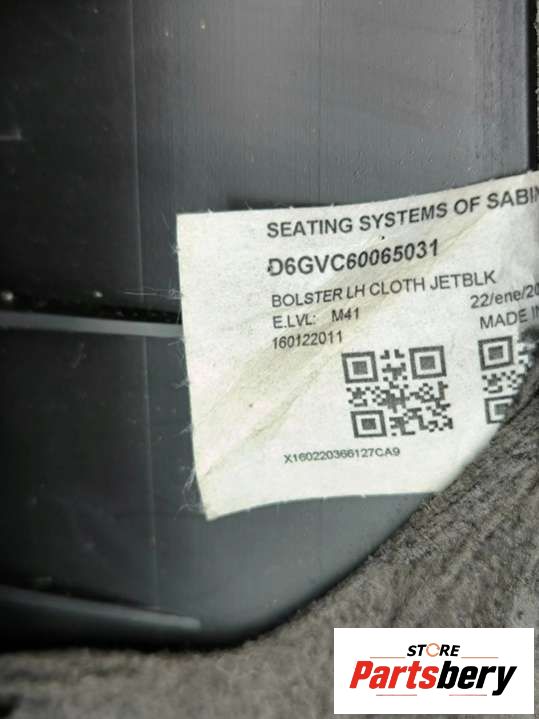 SEATING SYSTEMS OF SABIN
D6GVC60065031
BOLSTER LH CLOTH JETBLK
E.LVL: M41
22/ene/20
160122011
MADE IN
X160220366127CA9
STORE
Partsbery